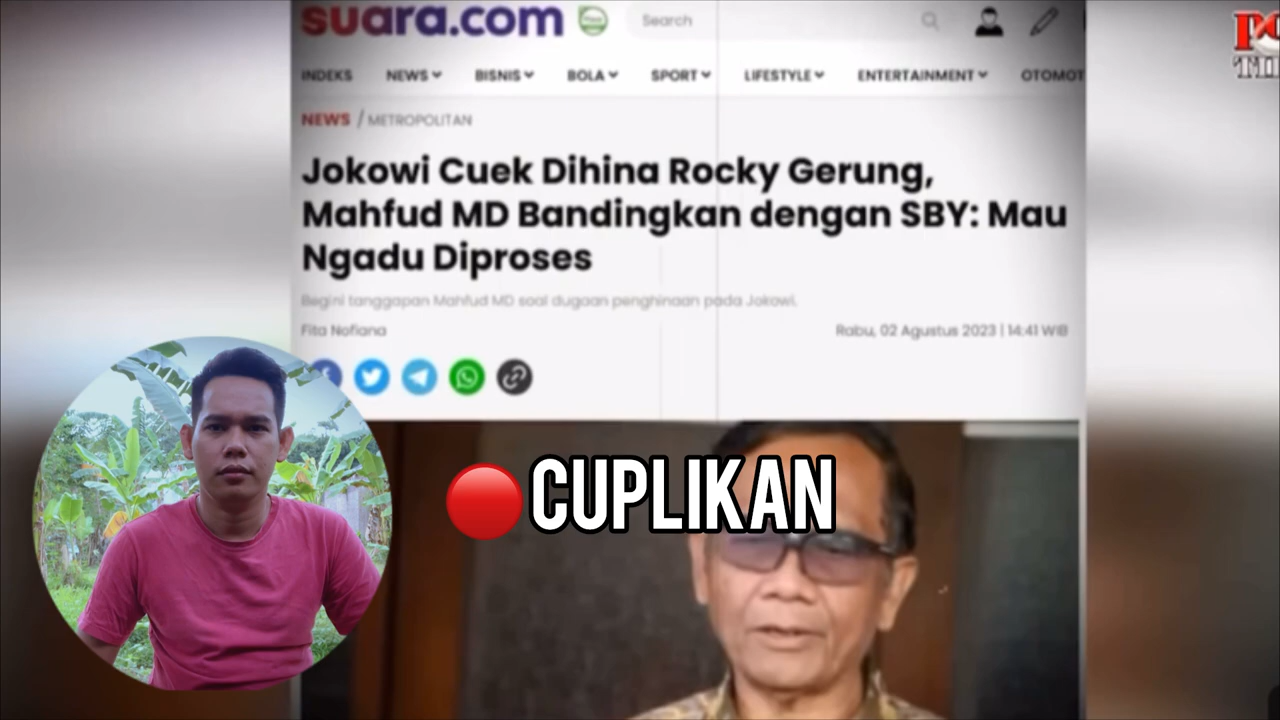 suara.com
Search
INDEKS NEWS BISNIS BOLA SPORT LIFESTYLE ENTERTAINMENT OTOMOT
NEWS / METROPOLITAN
Jokowi Cuek Dihina Rocky Gerung,
Mahfud MD Bandingkan dengan SBY: Mau
Ngadu Diproses
Begini tanggapan Mahfud MD soal dugaan penghinaan pada Jokowi.
Fita Nofiana
Rabu, 02 Agustus 2023 | 14:41 WIB
CUPLIKAN